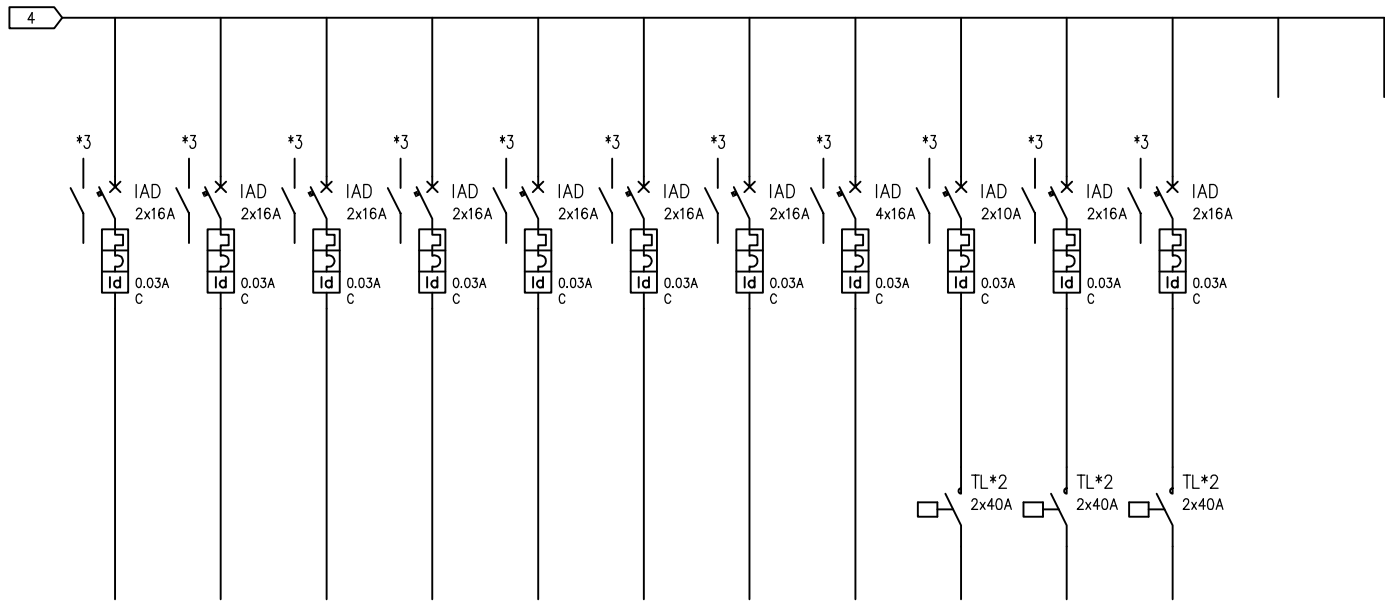 4
*3 *3 *3 *3 *3 *3 *3 *3 *3 *3 *3
IAD IAD IAD IAD IAD IAD IAD IAD IAD IAD IAD
2x16A 2x16A 2x16A 2x16A 2x16A 2x16A 2x16A 4x16A 2x10A 2x16A 2x16A
Id Id Id Id Id Id Id Id Id Id Id
0.03A 0.03A 0.03A 0.03A 0.03A 0.03A 0.03A 0.03A 0.03A 0.03A 0.03A
C C C C C C C C C C C
TL*2 TL*2 TL*2
2x40A 2x40A 2x40A